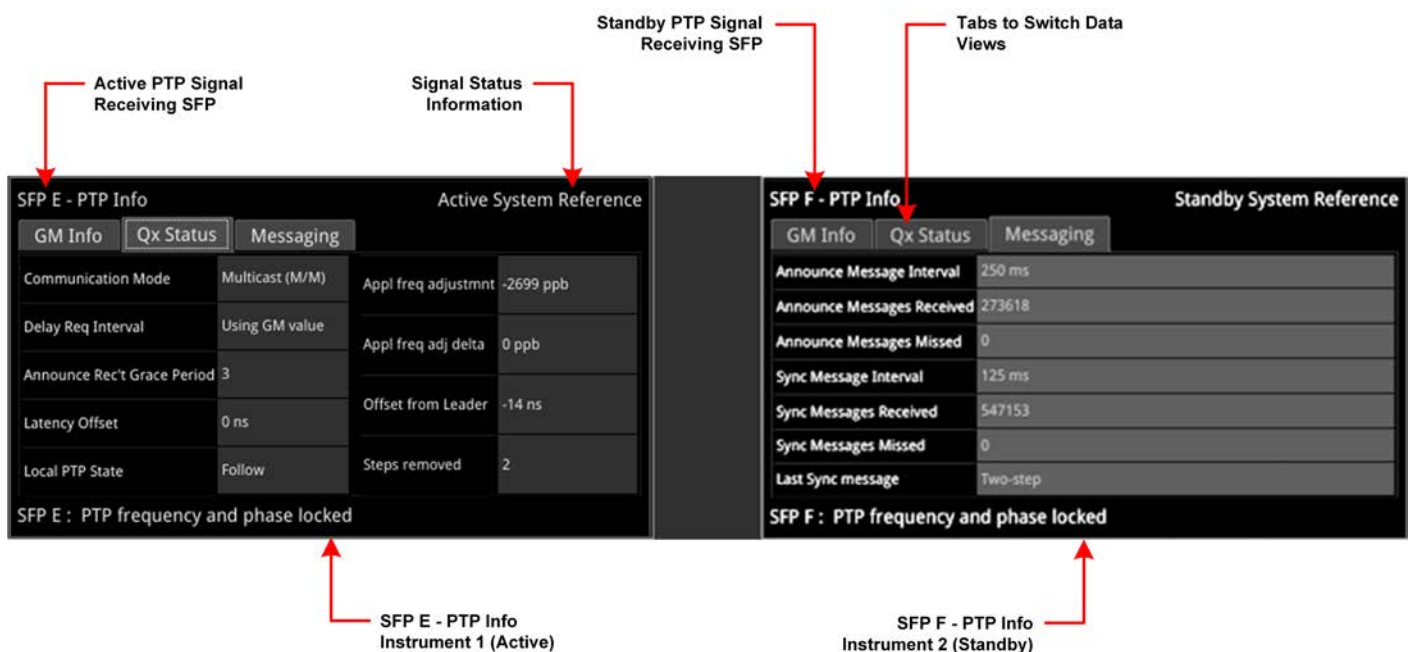 Active PTP Signal
Receiving SFP
Signal Status
Information
Standby PTP Signal
Receiving SFP
Tabs to Switch Data
Views
SFP E - PTP Info
Active System Reference
GM Info
Qx Status
Messaging
Communication Mode
Multicast (M/M)
Delay Req Interval
Using GM value
Announce Rec't Grace Period
3
Latency Offset
0 ns
Local PTP State
Follow
Appl freq adjustmnt
-2699 ppb
Appl freq adj delta
0 ppb
Offset from Leader
-14 ns
Steps removed
2
SFP E : PTP frequency and phase locked
SFP F - PTP Info
Standby System Reference
GM Info
Qx Status
Messaging
Announce Message Interval
250 ms
Announce Messages Received
273618
Announce Messages Missed
0
Sync Message Interval
125 ms
Sync Messages Received
547153
Sync Messages Missed
0
Last Sync message
Two-step
SFP F : PTP frequency and phase locked
SFP E - PTP Info
Instrument 1 (Active)
SFP F - PTP Info
Instrument 2 (Standby)